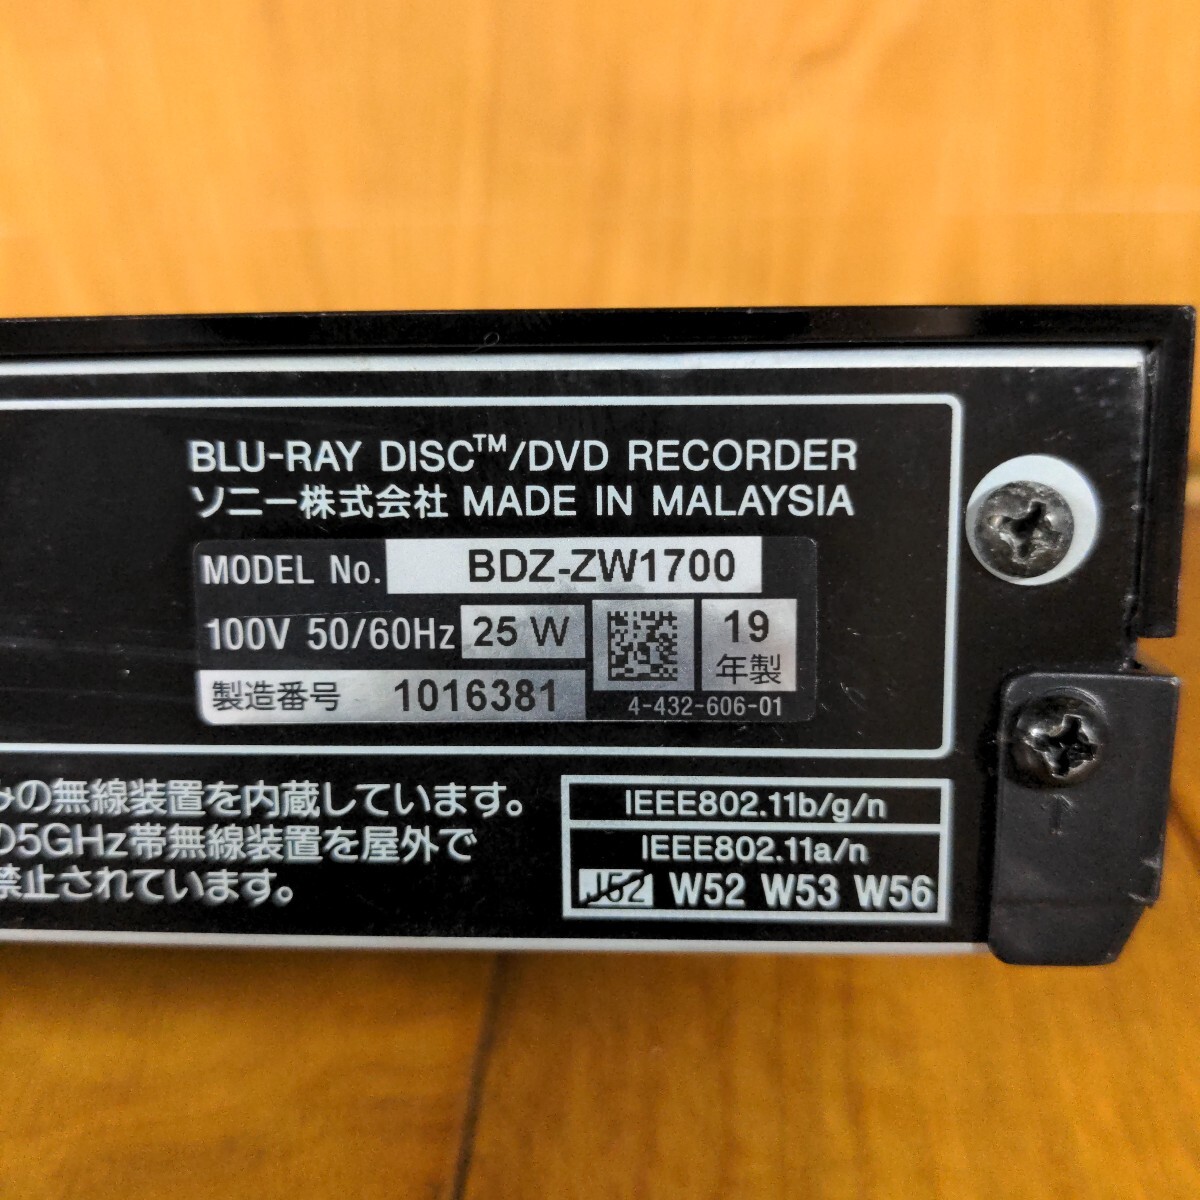 BLU-RAY DISC™/DVD RECORDER
ソニー株式会社 MADE IN MALAYSIA
MODEL No. BDZ-ZW1700
100V 50/60Hz 25 W 19年製
製造番号 1016381 4-432-606-01
みの無線装置を内蔵しています。
の5GHz帯無線装置を屋外で
禁止されています。
IEEE802.11b/g/n
IEEE802.11a/n
J52 W52 W53 W56